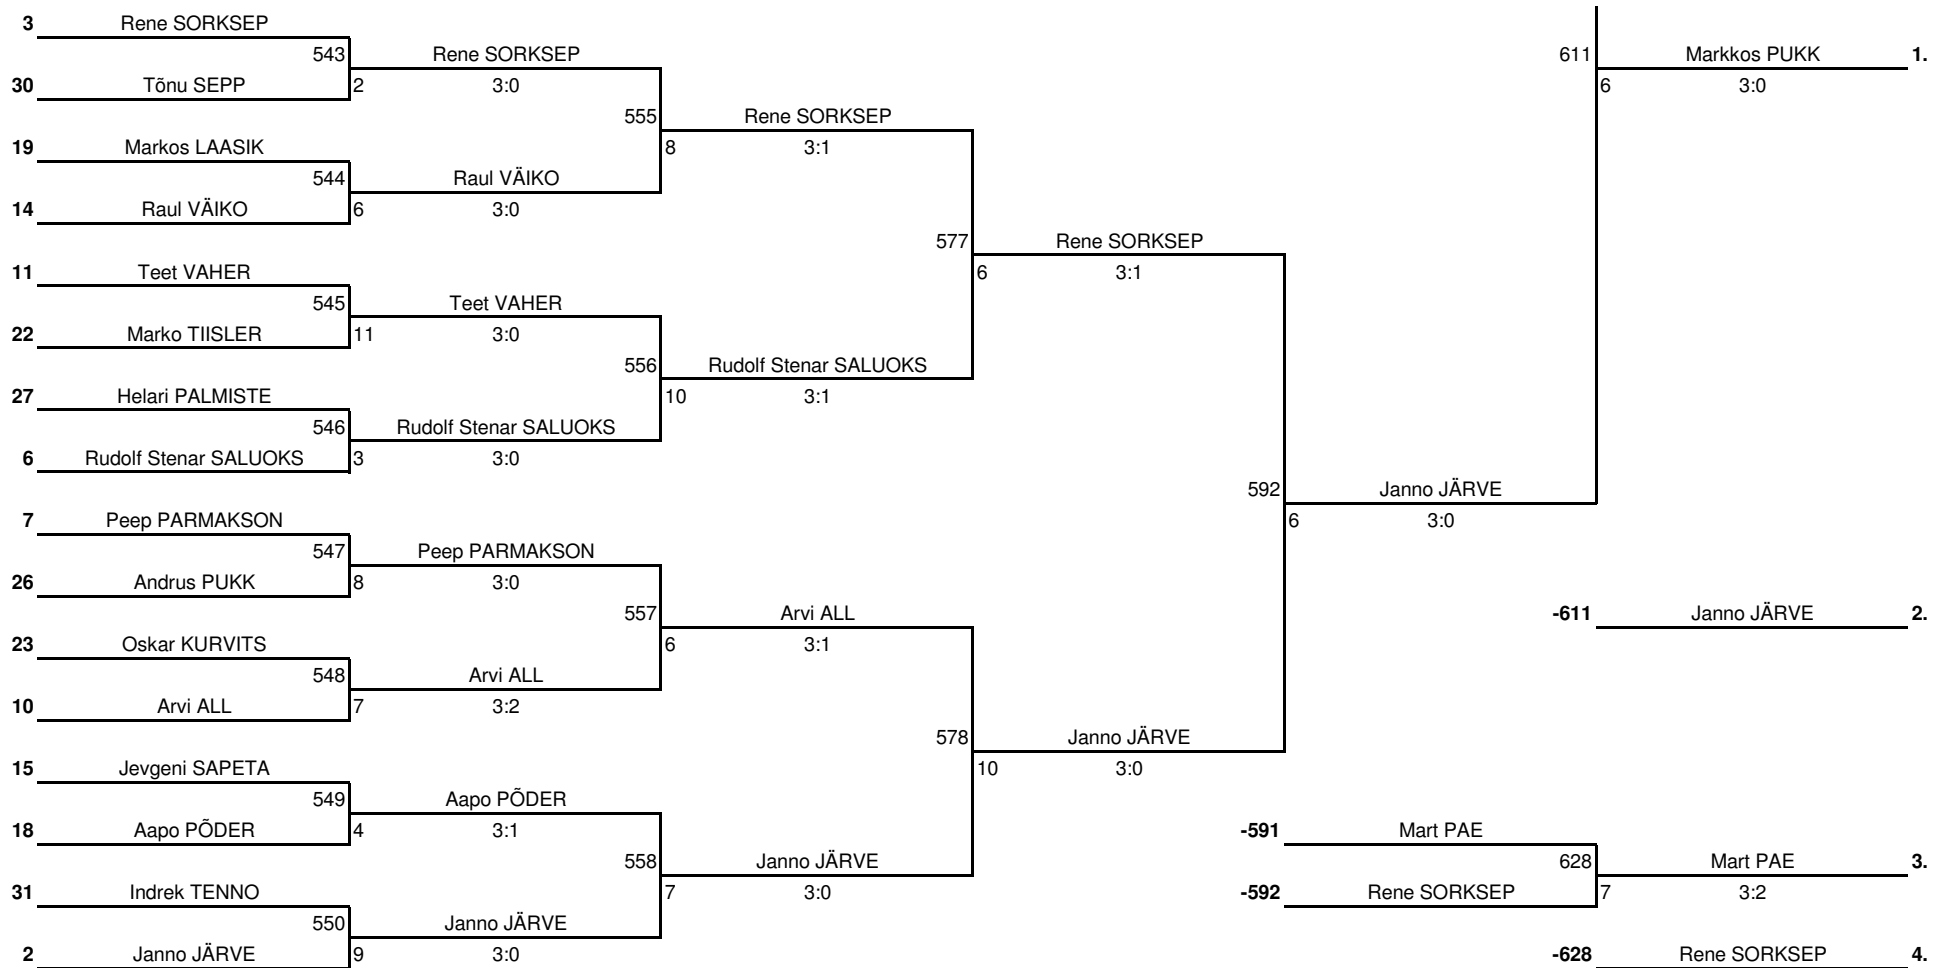 3 Rene SORKSEP
543 Rene SORKSEP 611 Markkos PUKK 1.
30 Tõnu SEPP 2 3:0 6 3:0
555 Rene SORKSEP
19 Markos LAASIK 8 3:1
544 Raul VÄIKO
14 Raul VÄIKO 6 3:0
577 Rene SORKSEP
11 Teet VAHER 6 3:1
545 Teet VAHER
22 Marko TIISLER 11 3:0
556 Rudolf Stenar SALUOKS
27 Helari PALMISTE 10 3:1
546 Rudolf Stenar SALUOKS
6 Rudolf Stenar SALUOKS 3 3:0
592 Janno JÄRVE
7 Peep PARMAKSON 6 3:0
547 Peep PARMAKSON
26 Andrus PUKK 8 3:0
557 Arvi ALL -611 Janno JÄRVE 2.
23 Oskar KURVITS 6 3:1
548 Arvi ALL
10 Arvi ALL 7 3:2
578 Janno JÄRVE
15 Jevgeni SAPETA 10 3:0
549 Aapo PÕDER
18 Aapo PÕDER 4 3:1 -591 Mart PAE
558 Janno JÄRVE 628 Mart PAE 3.
31 Indrek TENNO 7 3:0 -592 Rene SORKSEP 7 3:2
550 Janno JÄRVE
2 Janno JÄRVE 9 3:0 -628 Rene SORKSEP 4.